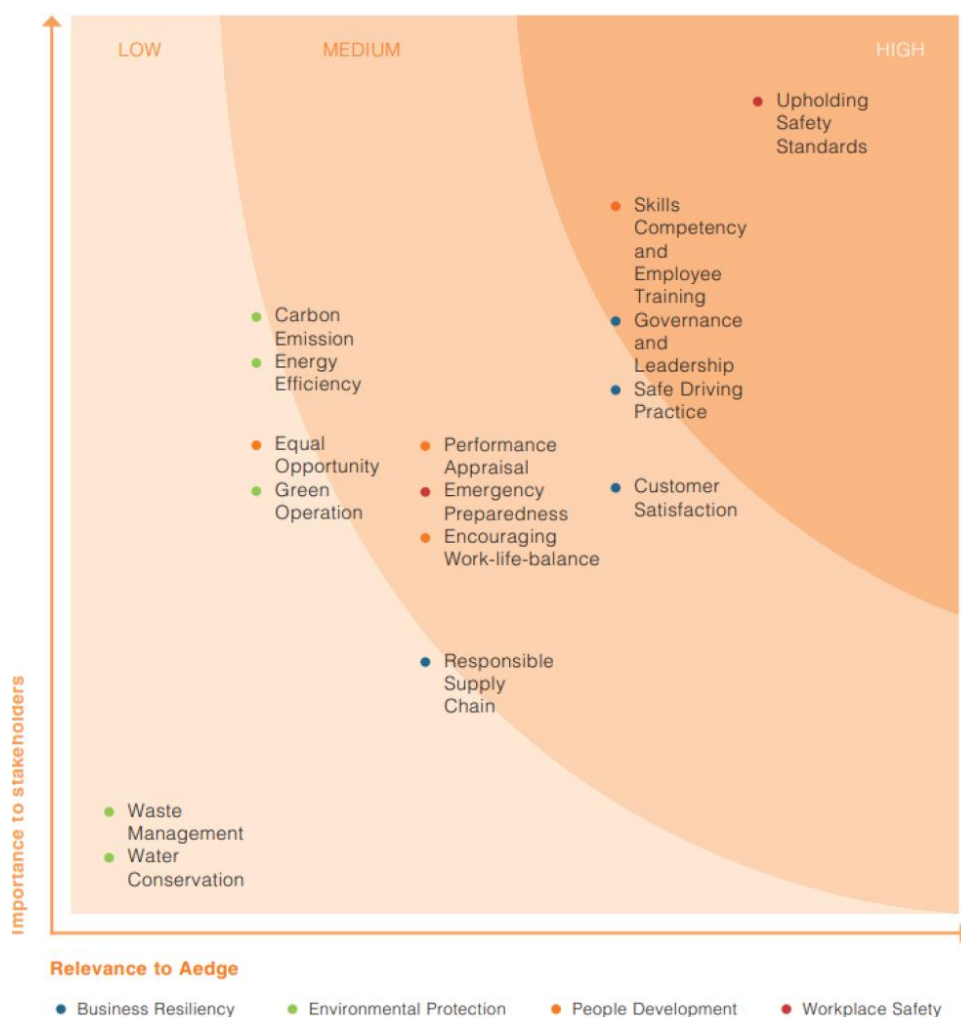 LOW
MEDIUM
HIGH
Upholding
Safety
Standards
Skills
Competency
and
Employee
Training
Governance
and
Leadership
Safe Driving
Practice
Customer
Satisfaction
Carbon
Emission
Energy
Efficiency
Equal
Opportunity
Green
Operation
Performance
Appraisal
Emergency
Preparedness
Encouraging
Work-life-balance
Responsible
Supply
Chain
Waste
Management
Water
Conservation
Importance to stakeholders
Relevance to Aedge
Business Resiliency
Environmental Protection
People Development
Workplace Safety